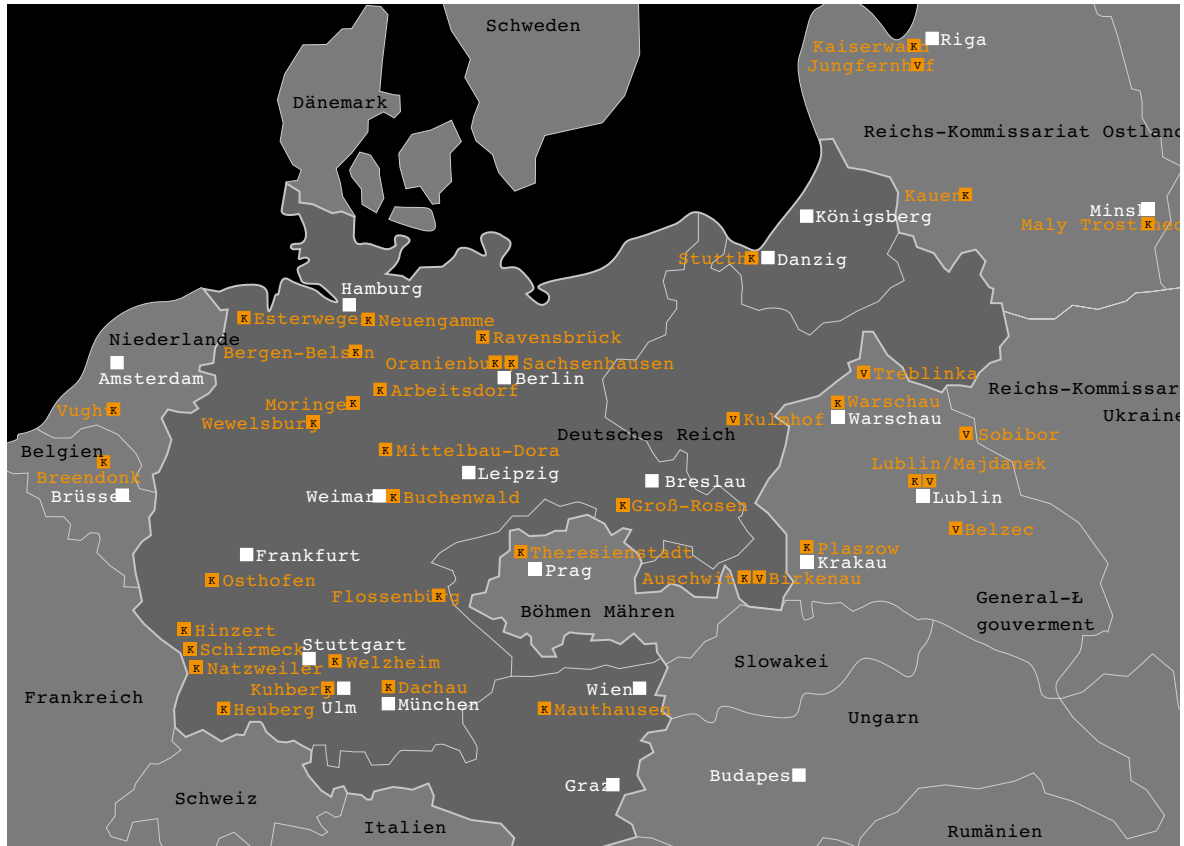 Schweden
Riga
Kaiserwald
Jungfernhof
Dänemark
Reichs-Kommissariat Ostland
Kauen
Königsberg
Minsk
Maly Trostinec
Stutthof
Danzig
Hamburg
Esterwegen
Neuengamme
Niederlande
Ravensbrück
Bergen-Belsen
Oranienburg
Sachsenhausen
Amsterdam
Berlin
Treblinka
Reichs-Kommissar
Ukraine
Arbeitsdorf
Vught
Moringen
Warschau
Warschau
Wewelsburg
Kulmhof
Deutsches Reich
Sobibor
Belgien
Mittelbau-Dora
Lublin/Majdanek
Breendonk
Leipzig
Breslau
Brüssel
Weimar
Buchenwald
Lublin
Groß-Rosen
Belzec
Frankfurt
Theresienstadt
Plaszow
Krakau
Prag
Osthofen
Auschwitz
Birkenau
Flossenbürg
Böhmen Mähren
General-Ł
gouverment
Hinzert
Stuttgart
Schirmeck
Welzheim
Natzweiler
Slowakei
Frankreich
Kuhberg
Ulm
Dachau
München
Wien
Heuberg
Mauthausen
Ungarn
Budapest
Graz
Schweiz
Italien
Rumänien